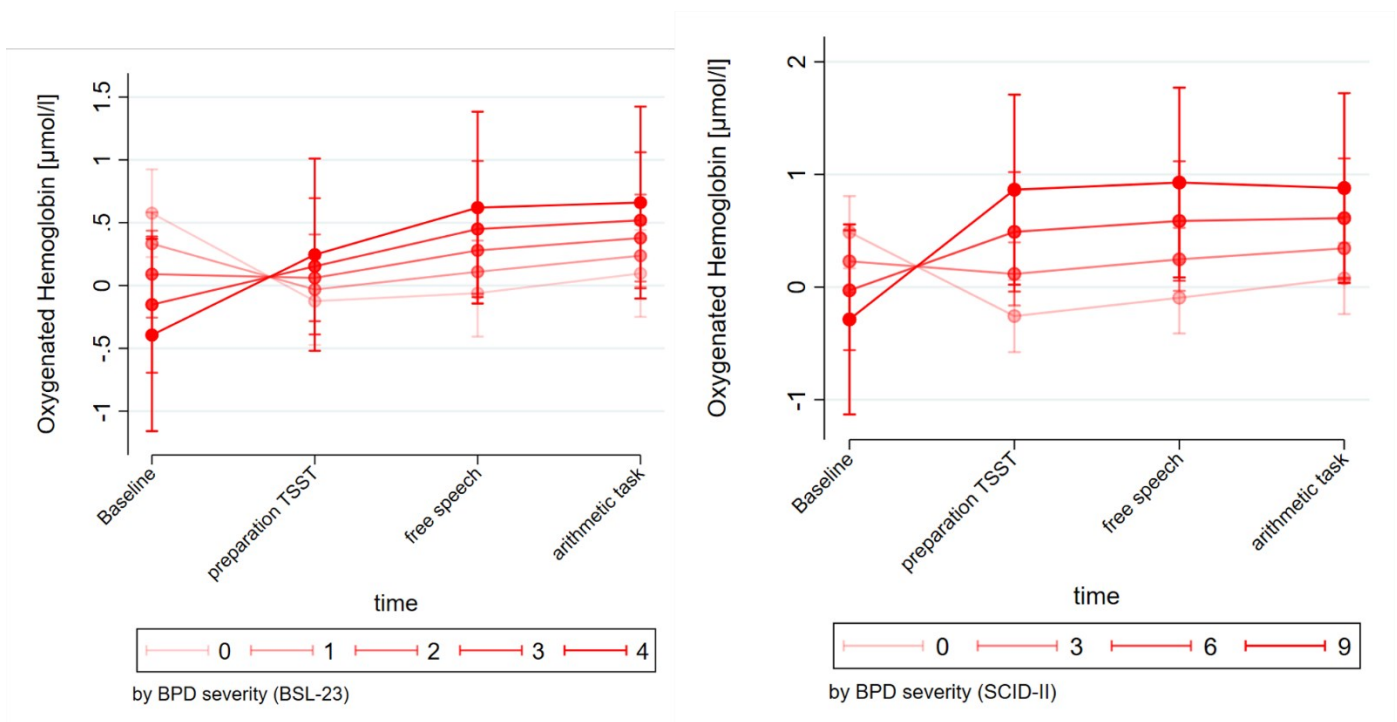 Oxygenated Hemoglobin [µmol/l]
1.5
1
.5
0
-.5
-1
Baseline
preparation TSST
free speech
arithmetic task
time
0 1 2 3 4
by BPD severity (BSL-23)
Oxygenated Hemoglobin [µmol/l]
2
1
0
-1
Baseline
preparation TSST
free speech
arithmetic task
time
0 3 6 9
by BPD severity (SCID-II)